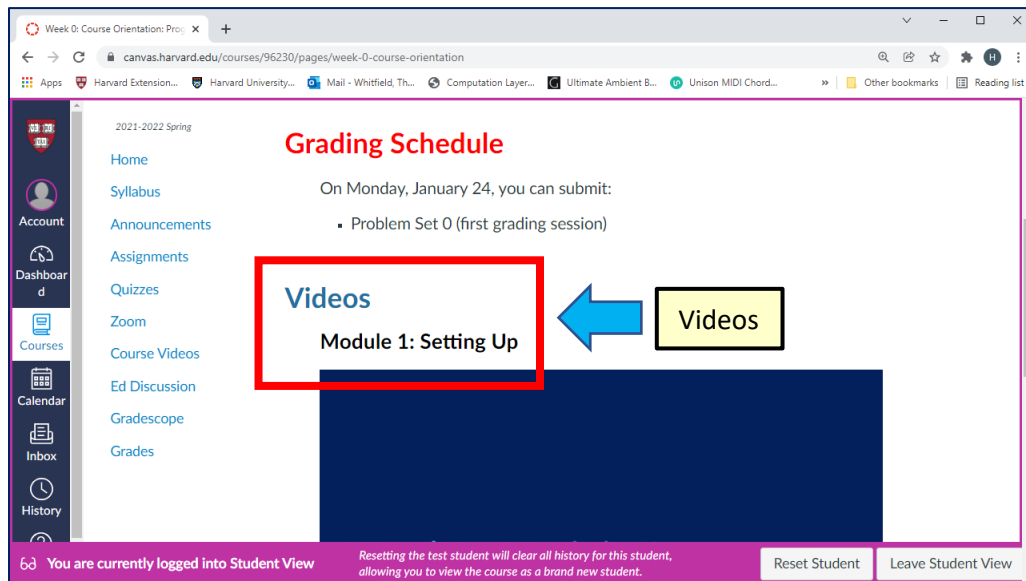 Week 0: Course Orientation: Prog
canvas.harvard.edu/courses/96230/pages/week-0-course-orientation
H
Apps
Harvard Extension...
Harvard University...
Mail - Whitfield, Th...
Computation Layer...
Ultimate Ambient B...
Unison MIDI Chord...
»
Other bookmarks
Reading list
2021-2022 Spring
Home
Syllabus
Announcements
Assignments
Quizzes
Zoom
Course Videos
Ed Discussion
Gradescope
Grades
Account
Dashboar
d
Courses
Calendar
Inbox
History
Grading Schedule
On Monday, January 24, you can submit:
▪ Problem Set 0 (first grading session)
Videos
Module 1: Setting Up
Videos
You are currently logged into Student View
Resetting the test student will clear all history for this student,
allowing you to view the course as a brand new student.
Reset Student
Leave Student View